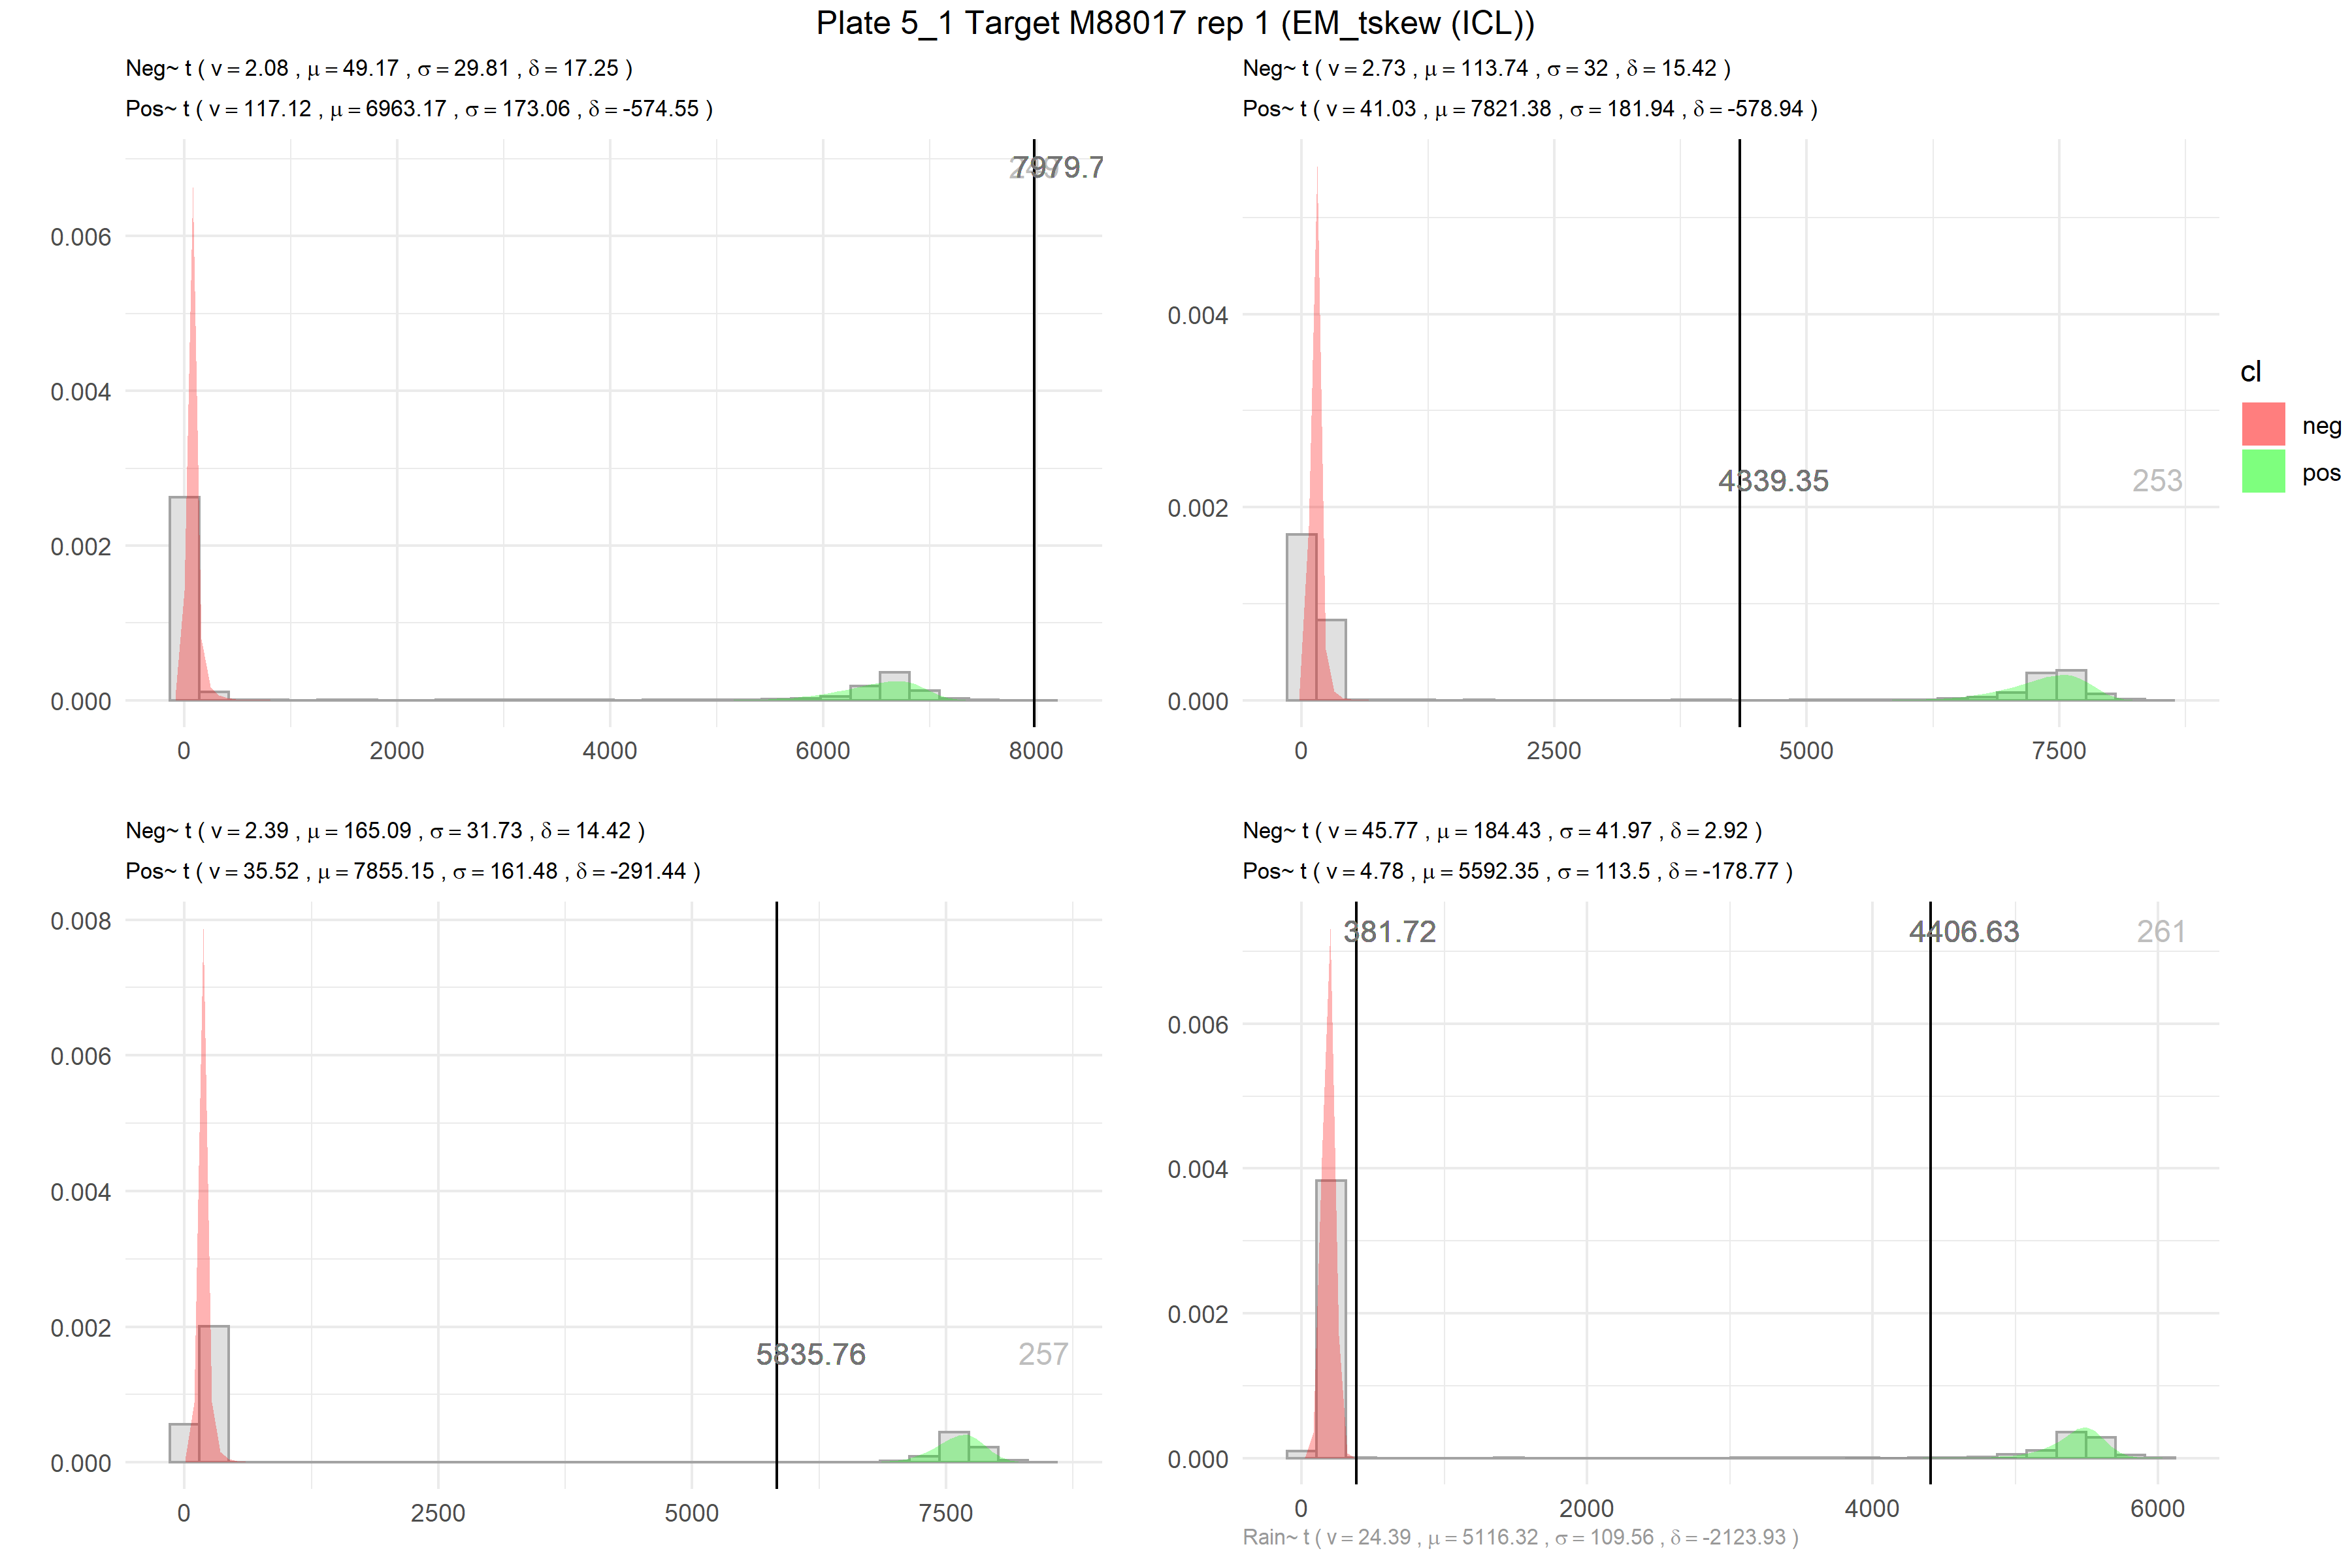 Plate 5_1 Target M88017 rep 1 (EM_tskew (ICL))
Neg~ t ( ν = 2.08 , μ = 49.17 , σ = 29.81 , δ = 17.25 )
Pos~ t ( ν = 117.12 , μ = 6963.17 , σ = 173.06 , δ = -574.55 )
7979.7
0.006
0.004
0.002
0.000
0 2000 4000 6000 8000
Neg~ t ( ν = 2.73 , μ = 113.74 , σ = 32 , δ = 15.42 )
Pos~ t ( ν = 41.03 , μ = 7821.38 , σ = 181.94 , δ = -578.94 )
0.004
4339.35 253
0.002
0.000
0 2500 5000 7500
cl
neg
pos
Neg~ t ( ν = 2.39 , μ = 165.09 , σ = 31.73 , δ = 14.42 )
Pos~ t ( ν = 35.52 , μ = 7855.15 , σ = 161.48 , δ = -291.44 )
0.008
0.006
0.004
0.002
5835.76 257
0.000
0 2500 5000 7500
Neg~ t ( ν = 45.77 , μ = 184.43 , σ = 41.97 , δ = 2.92 )
Pos~ t ( ν = 4.78 , μ = 5592.35 , σ = 113.5 , δ = -178.77 )
381.72 4406.63 261
0.006
0.004
0.002
0.000
0 2000 4000 6000
Rain~ t ( ν = 24.39 , μ = 5116.32 , σ = 109.56 , δ = -2123.93 )